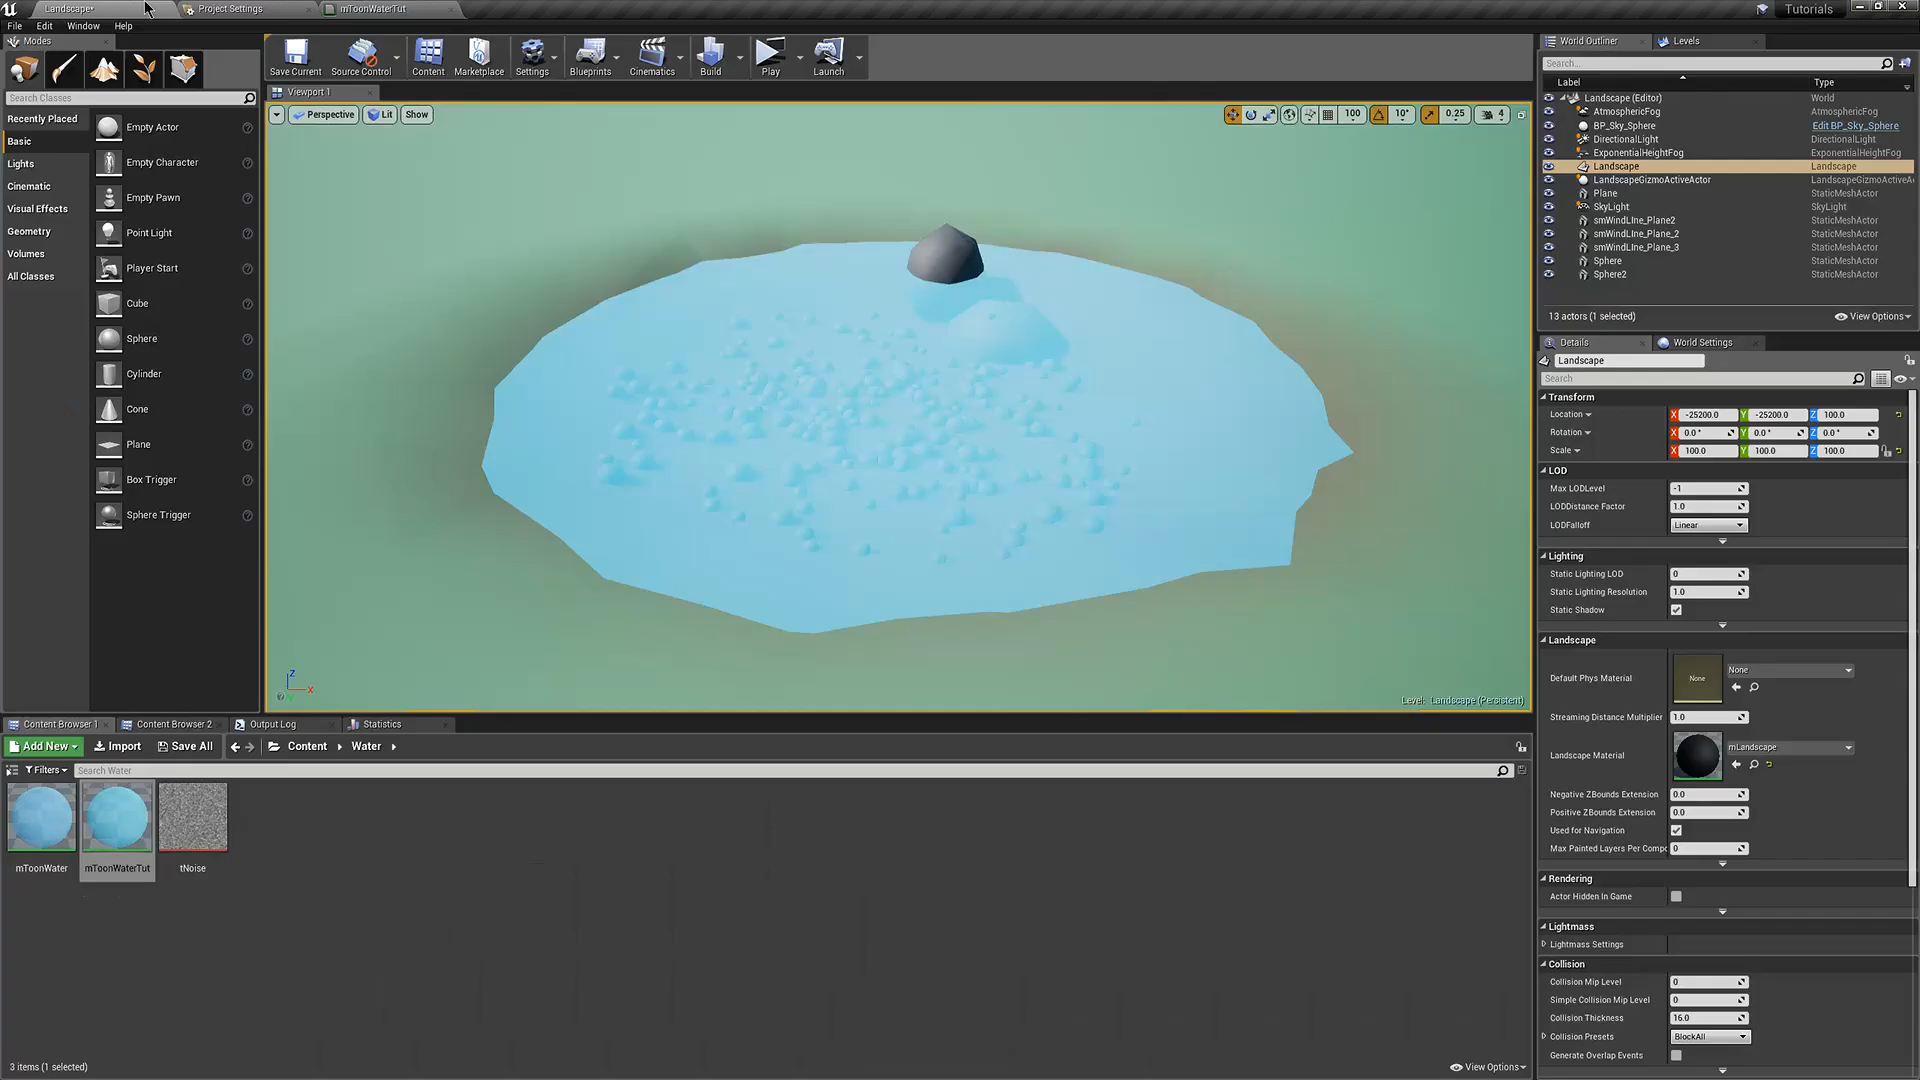 Landscape*
Project Settings
mToonWaterTut
Tutorials
File Edit Window Help
Modes
Search Classes
Recently Placed
Basic
Lights
Cinematic
Visual Effects
Geometry
Volumes
All Classes
Empty Actor
Empty Character
Empty Pawn
Point Light
Player Start
Cube
Sphere
Cylinder
Cone
Plane
Box Trigger
Sphere Trigger
Save Current
Source Control
Content
Marketplace
Settings
Blueprints
Cinematics
Build
Play
Launch
Viewport 1
Perspective
Lit
Show
100
10°
0.25
4
Level: Landscape (Persistent)
Z
X
World Outliner
Levels
Search...
Label Type
Landscape (Editor) World
AtmosphericFog AtmosphericFog
BP_Sky_Sphere Edit BP_Sky_Sphere
DirectionalLight DirectionalLight
ExponentialHeightFog ExponentialHeightFog
Landscape Landscape
LandscapeGizmoActiveActor LandscapeGizmoActiveA
Plane StaticMeshActor
SkyLight SkyLight
smWindLIne_Plane2 StaticMeshActor
smWindLIne_Plane_2 StaticMeshActor
smWindLIne_Plane_3 StaticMeshActor
Sphere StaticMeshActor
Sphere2 StaticMeshActor
13 actors (1 selected)
View Options
Details
World Settings
Landscape
Search
Transform
Location X -25200.0 Y -25200.0 Z 100.0
Rotation X 0.0 ° Y 0.0 ° Z 0.0 °
Scale X 100.0 Y 100.0 Z 100.0
LOD
Max LODLevel -1
LODDistance Factor 1.0
LODFalloff Linear
Lighting
Static Lighting LOD 0
Static Lighting Resolution 1.0
Static Shadow
Landscape
Default Phys Material None None
Streaming Distance Multiplier 1.0
Landscape Material mLandscape
Negative ZBounds Extension 0.0
Positive ZBounds Extension 0.0
Used for Navigation
Max Painted Layers Per Compo 0
Rendering
Actor Hidden In Game
Lightmass
Lightmass Settings
Collision
Collision Mip Level 0
Simple Collision Mip Level 0
Collision Thickness 16.0
Collision Presets BlockAll
Generate Overlap Events
Content Browser 1
Content Browser 2
Output Log
Statistics
Add New
Import
Save All
Content
Water
Filters
Search Water
mToonWater
mToonWaterTut
tNoise
3 items (1 selected)
View Options